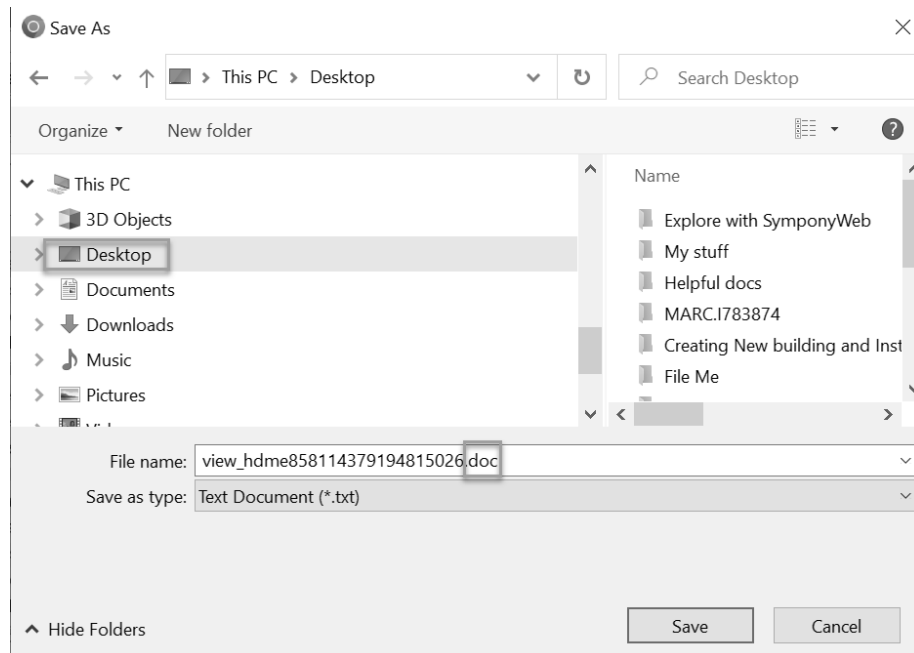 Save As
This PC > Desktop
Search Desktop
Organize
New folder
This PC
3D Objects
Desktop
Documents
Downloads
Music
Pictures
Name
Explore with SymponyWeb
My stuff
Helpful docs
MARC.I783874
Creating New building and Inst
File Me
File name: view_hdme858114379194815026.doc
Save as type: Text Document (*.txt)
Hide Folders
Save
Cancel